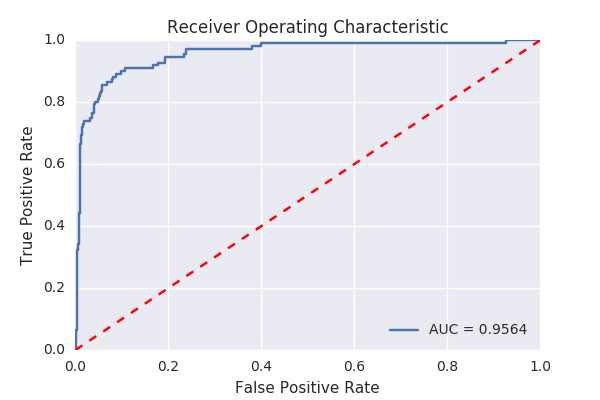 Receiver Operating Characteristic
1.0
0.8
0.6
0.4
0.2
0.0
True Positive Rate
AUC = 0.9564
0.0 0.2 0.4 0.6 0.8 1.0
False Positive Rate